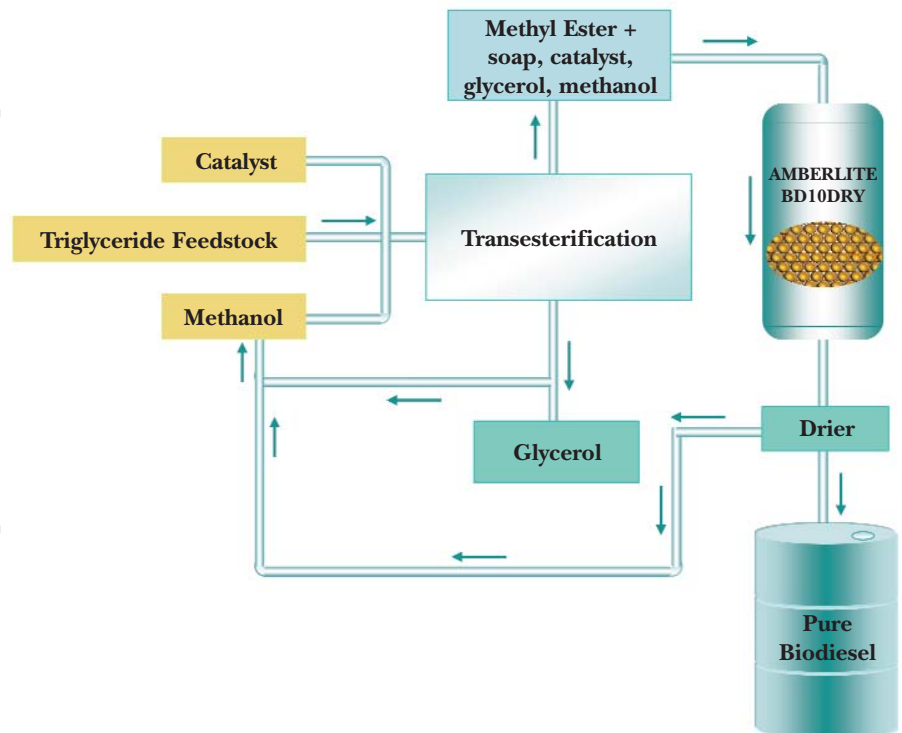 Methyl Ester +
soap, catalyst,
glycerol, methanol
Catalyst
Triglyceride Feedstock
Methanol
Transesterification
AMBERLITE
BD10DRY
Glycerol
Drier
Pure
Biodiesel